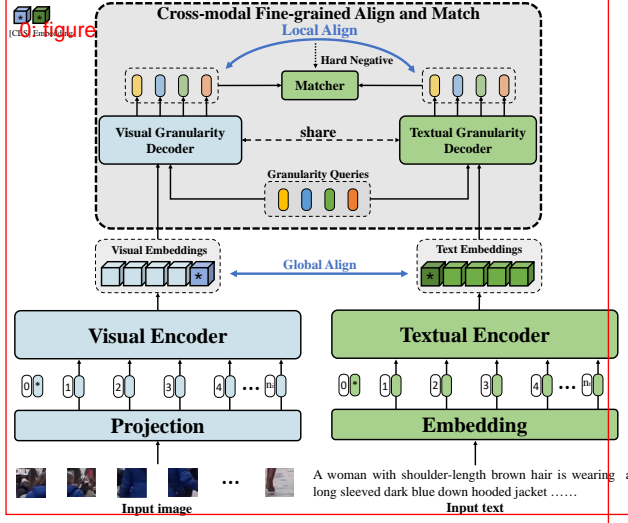 Cross-modal Fine-grained Align and Match
* *
0: figure
[CLS] Embedding
Local Align
Hard Negative
Matcher
Visual Granularity
Decoder
share
Textual Granularity
Decoder
Granularity Queries
Visual Embeddings
Text Embeddings
*
Global Align
*
Visual Encoder
Textual Encoder
0 * 1 2 3 4 ... n
0 * 1 2 3 4 ... n
Projection
Embedding
...
A woman with shoulder-length brown hair is wearing a
long sleeved dark blue down hooded jacket ……
Input image
Input text